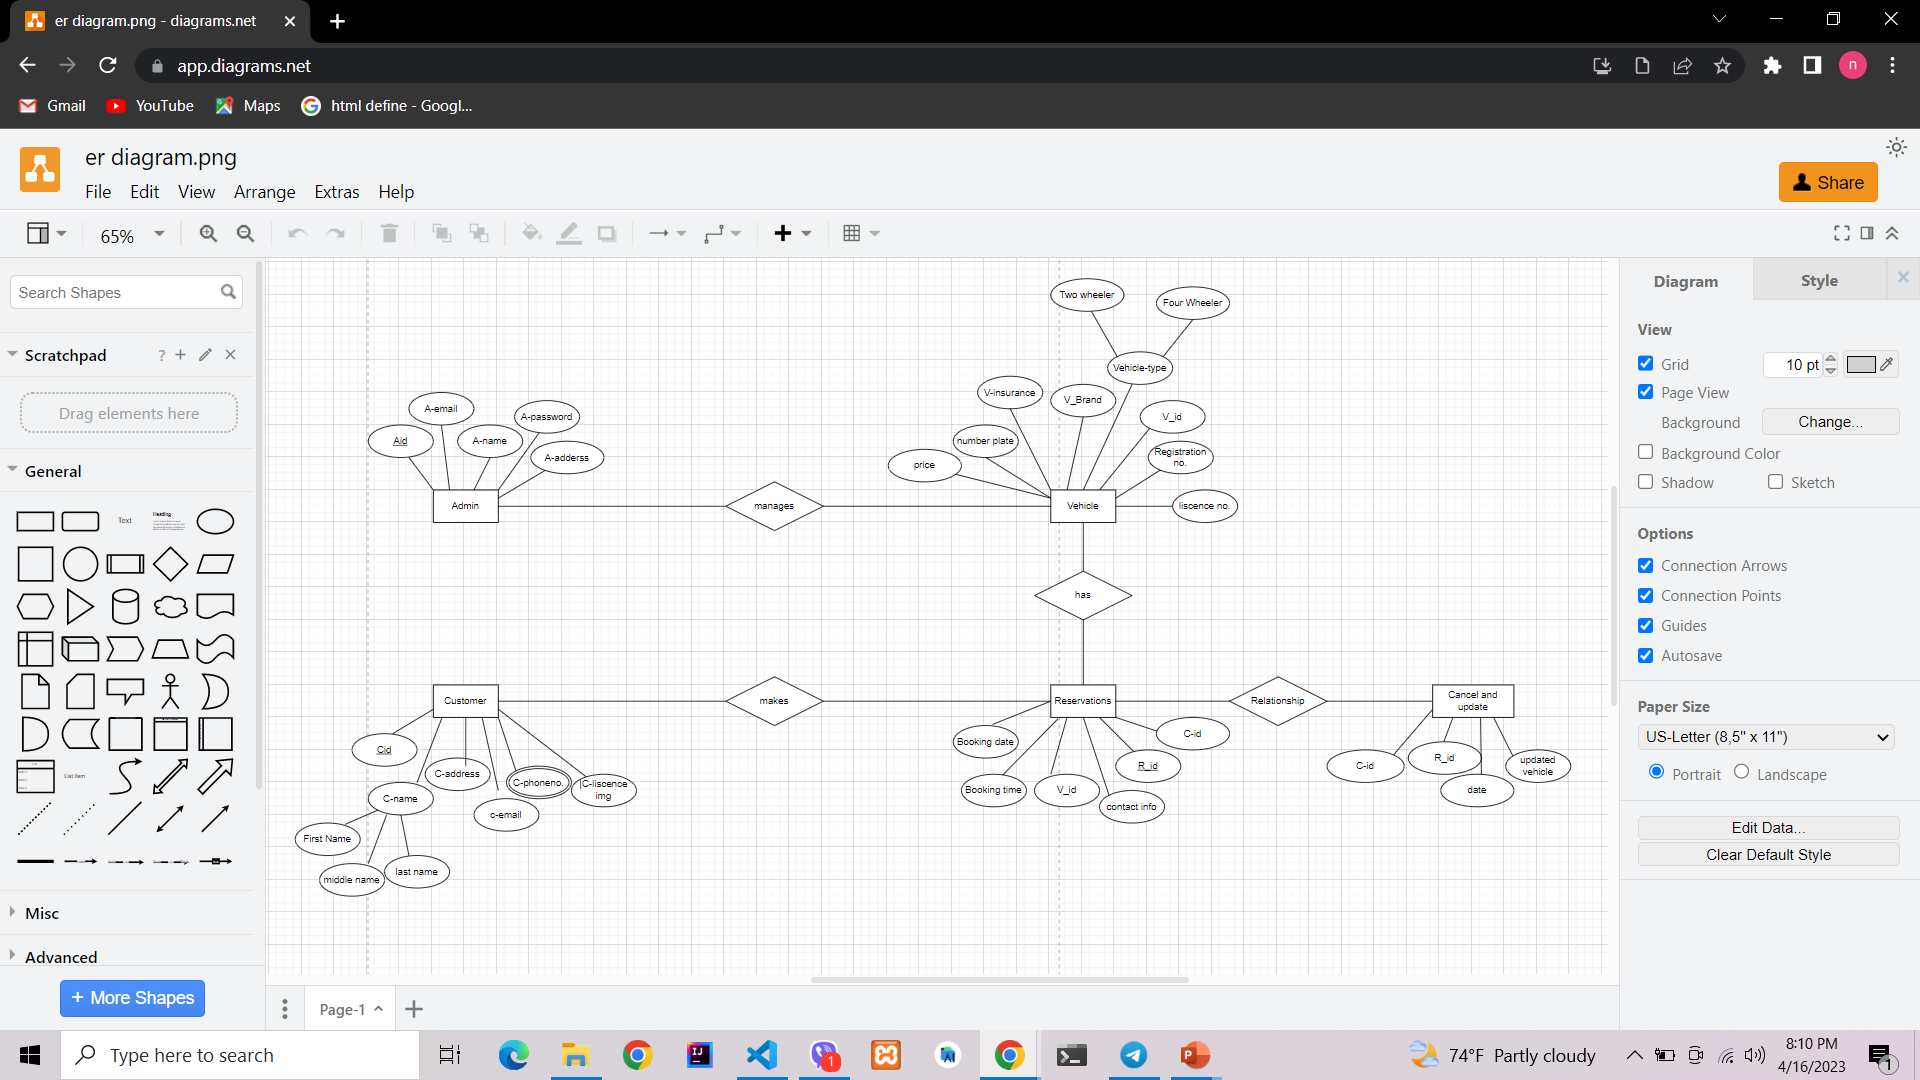 er diagram.png - diagrams.net
app.diagrams.net
n
Gmail
YouTube
Maps
html define - Googl...
er diagram.png
File
Edit
View
Arrange
Extras
Help
Share
65%
Search Shapes
Scratchpad
?
Drag elements here
General
Text
Heading
List Item
Misc
Advanced
+ More Shapes
Two wheeler
Four Wheeler
Vehicle-type
V-insurance
V_Brand
V_id
number plate
Registration
no.
price
liscence no.
A-email
A-password
Aid
A-name
A-adderss
Admin
manages
Vehicle
has
Customer
makes
Reservations
Relationship
Cancel and
update
Cid
C-address
C-phoneno.
C-liscence
img
C-name
c-email
First Name
middle name
last name
Booking date
C-id
R_id
Booking time
V_id
contact info
C-id
R_id
updated
vehicle
date
Diagram
Style
View
Grid
10 pt
Page View
Background
Change...
Background Color
Shadow
Sketch
Options
Connection Arrows
Connection Points
Guides
Autosave
Paper Size
US-Letter (8,5" x 11")
Portrait
Landscape
Edit Data...
Clear Default Style
Page-1
Type here to search
1
74°F Partly cloudy
8:10 PM
4/16/2023
1